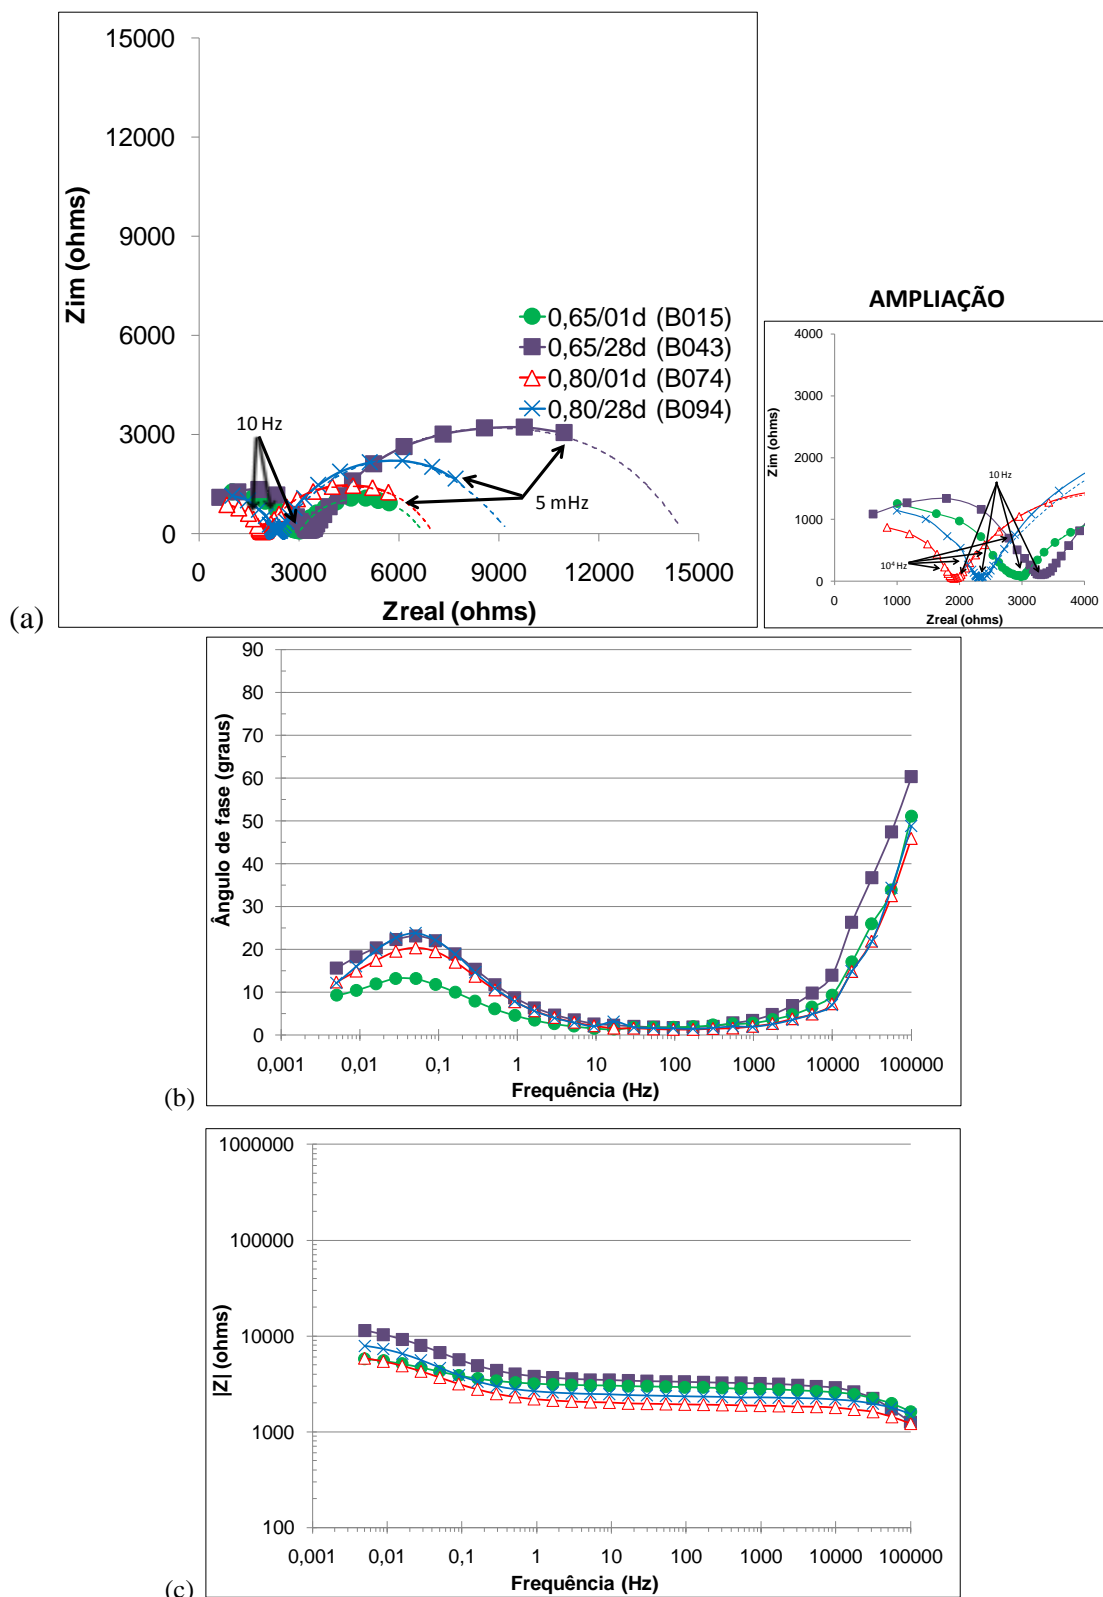 15000
12000
9000
6000
3000
0
Zim (ohms)
0,65/01d (B015)
0,65/28d (B043)
0,80/01d (B074)
0,80/28d (B094)
10 Hz
5 mHz
0 3000 6000 9000 12000 15000
Zreal (ohms)
(a)
AMPLIAÇÃO
4000
3000
2000
1000
0
Zim (ohms)
10 Hz
10⁴ Hz
0 1000 2000 3000 4000
Zreal (ohms)
90
80
70
60
50
40
30
20
10
0
Ângulo de fase (graus)
0,001 0,01 0,1 1 10 100 1000 10000 100000
Frequência (Hz)
(b)
1000000
100000
10000
1000
100
|Z| (ohms)
0,001 0,01 0,1 1 10 100 1000 10000 100000
Frequência (Hz)
(c)